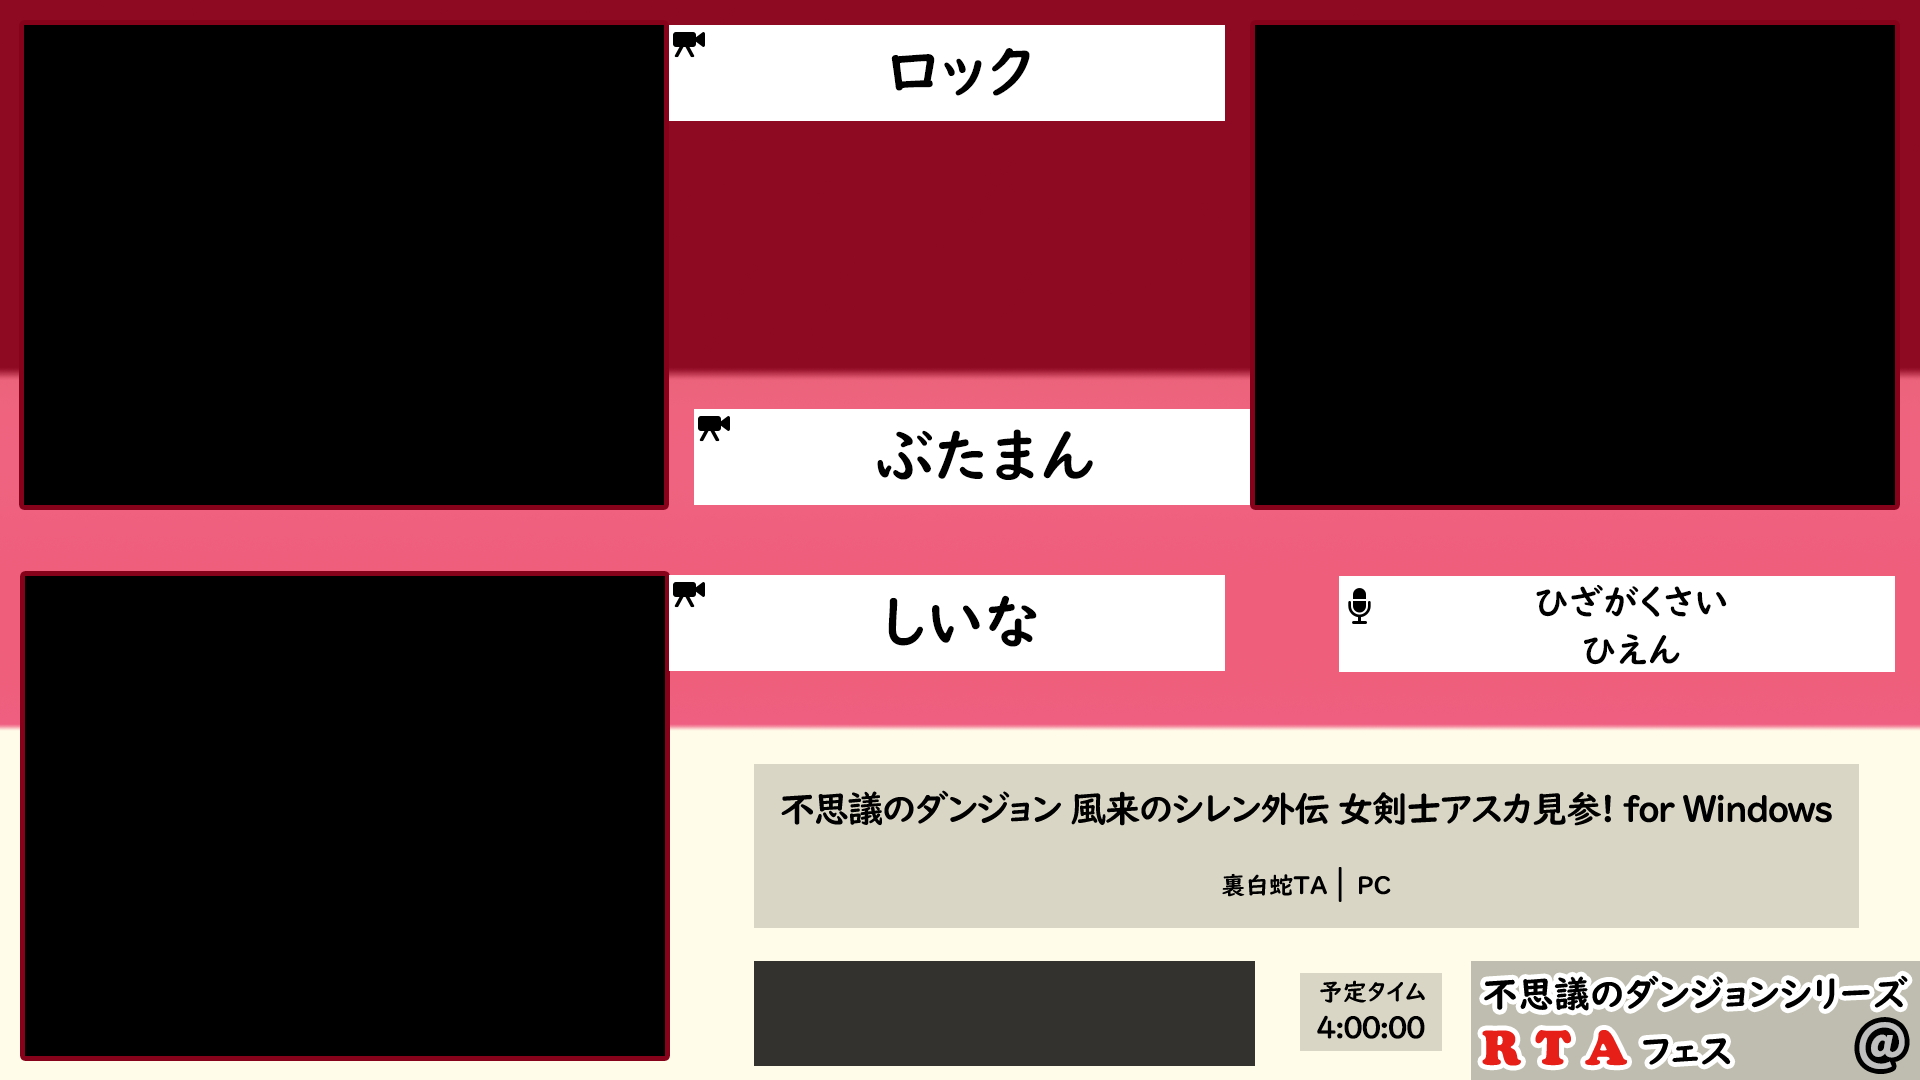 ロック
ぶたまん
しいな
ひざがくさい
ひえん
不思議のダンジョン 風来のシレン外伝 女剣士アスカ見参! for Windows
裏白蛇TA│ PC
予定タイム
4:00:00
不思議のダンジョンシリーズ
RTAフェス@